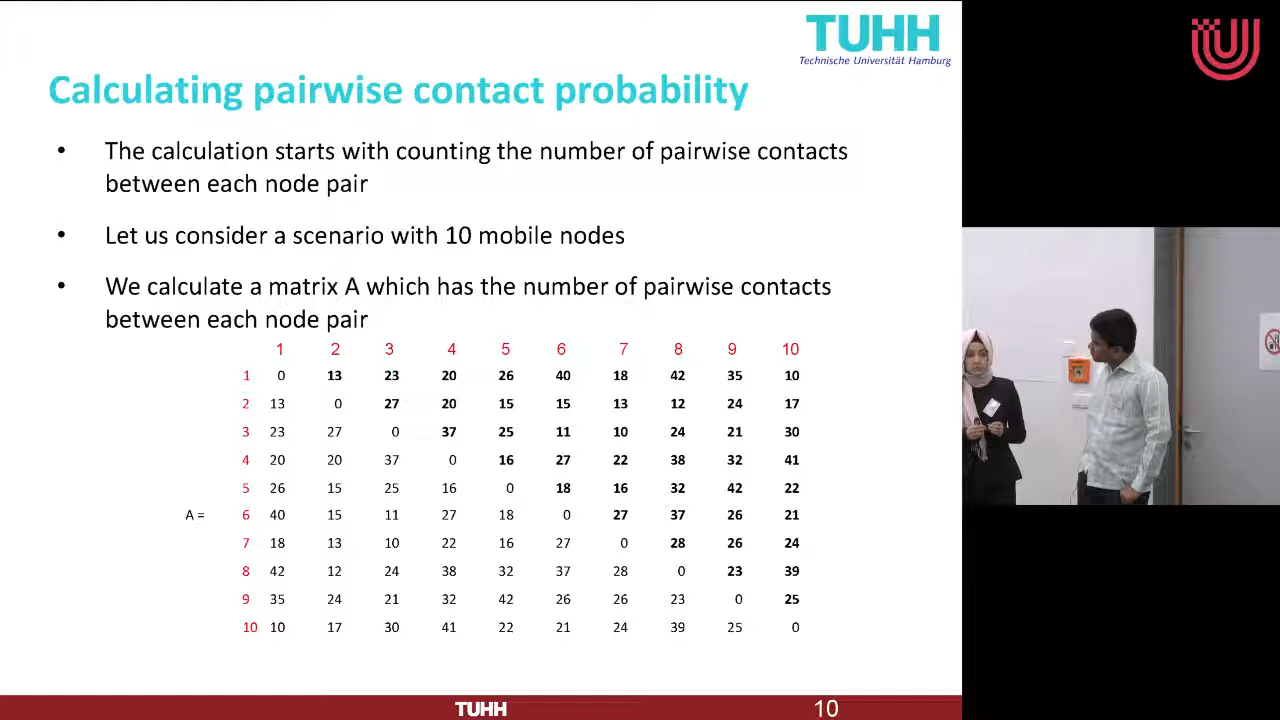 TUHH
Technische Universität Hamburg
Calculating pairwise contact probability
• The calculation starts with counting the number of pairwise contacts
between each node pair
• Let us consider a scenario with 10 mobile nodes
• We calculate a matrix A which has the number of pairwise contacts
between each node pair
1 2 3 4 5 6 7 8 9 10
1 0 13 23 20 26 40 18 42 35 10
2 13 0 27 20 15 15 13 12 24 17
3 23 27 0 37 25 11 10 24 21 30
4 20 20 37 0 16 27 22 38 32 41
5 26 15 25 16 0 18 16 32 42 22
A = 6 40 15 11 27 18 0 27 37 26 21
7 18 13 10 22 16 27 0 28 26 24
8 42 12 24 38 32 37 28 0 23 39
9 35 24 21 32 42 26 26 23 0 25
10 10 17 30 41 22 21 24 39 25 0
TUHH 10